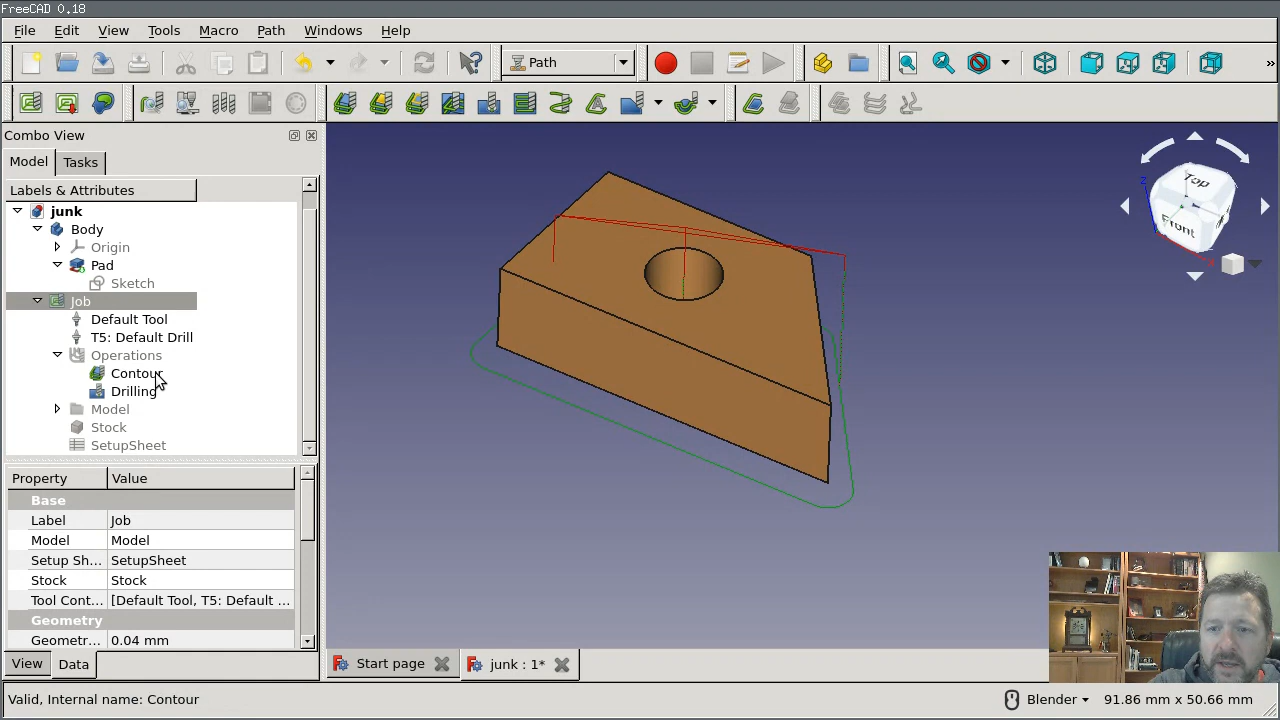 FreeCAD 0.18
File Edit View Tools Macro Path Windows Help
Path
»
Combo View
Model Tasks
Labels & Attributes
junk
Body
Origin
Pad
Sketch
Job
Default Tool
T5: Default Drill
Operations
Contour
Drilling
Model
Stock
SetupSheet
Property Value
Base
Label Job
Model Model
Setup Sh... SetupSheet
Stock Stock
Tool Cont... [Default Tool, T5: Default ...
Geometry
Geometr... 0.04 mm
View Data
Top
Front
Z
X
Start page junk : 1*
Valid, Internal name: Contour Blender 91.86 mm x 50.66 mm